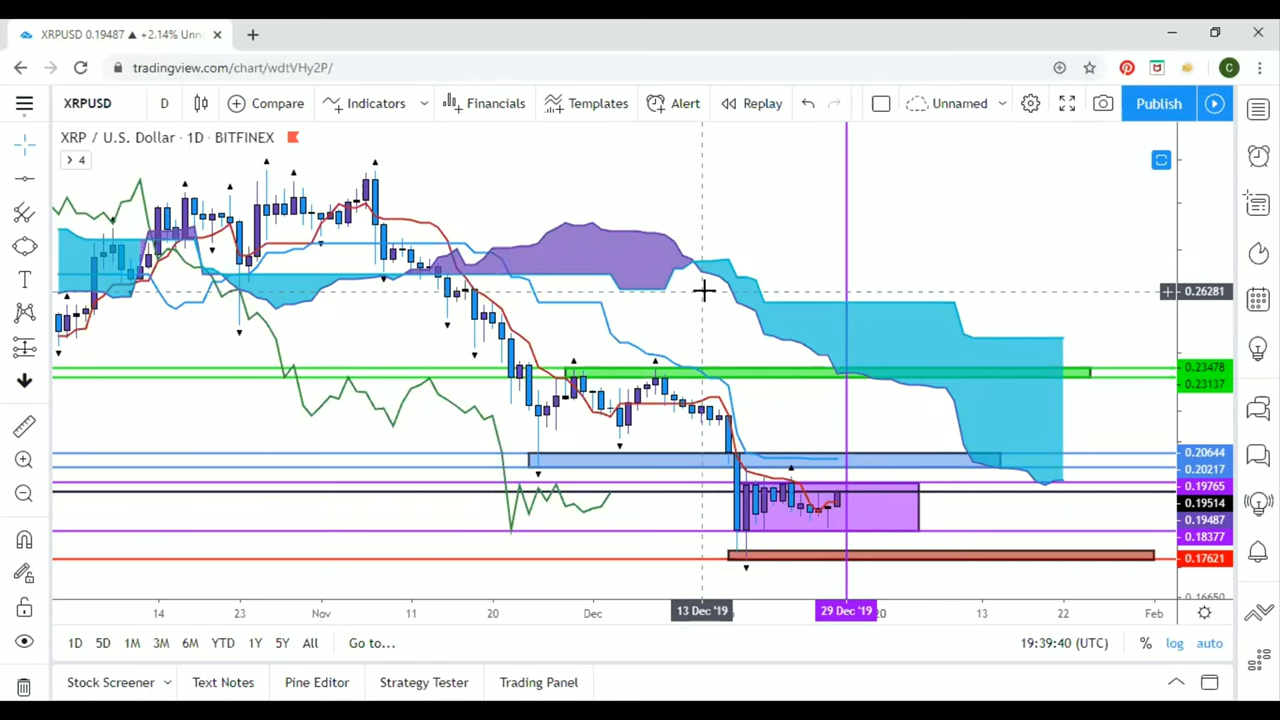 XRPUSD 0.19487 ▲ +2.14% Unn
tradingview.com/chart/wdtVHy2P/
C
XRPUSD D Compare Indicators Financials Templates Alert Replay Unnamed Publish
XRP / U.S. Dollar · 1D · BITFINEX
4
0.26281
0.23478
0.23137
0.20644
0.20217
0.19765
0.19514
0.19487
0.18377
0.17621
0.16650
14 23 Nov 11 20 Dec 13 Dec '19 29 Dec '19 20 13 22 Feb
1D 5D 1M 3M 6M YTD 1Y 5Y All Go to... 19:39:40 (UTC) % log auto
Stock Screener Text Notes Pine Editor Strategy Tester Trading Panel